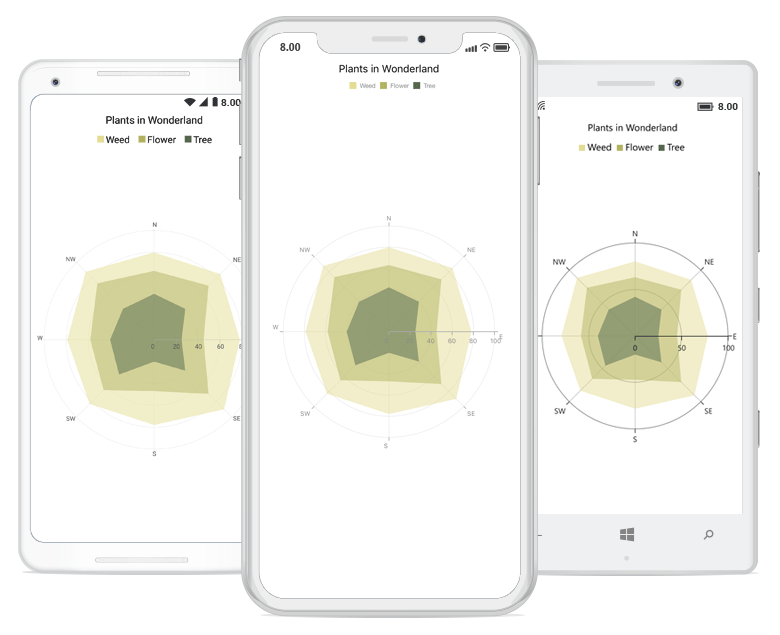 8.00
Plants in Wonderland
Weed Flower Tree
N
NE
E
SE
S
SW
W
NW
0 20 40 60 80 100
8.00
Plants in Wonderland
Weed Flower Tree
N
NE
SE
S
SW
W
NW
0 20 40 60
8.00
Plants in Wonderland
Weed Flower Tree
N
NE
E
SE
S
SW
NW
0 50 100